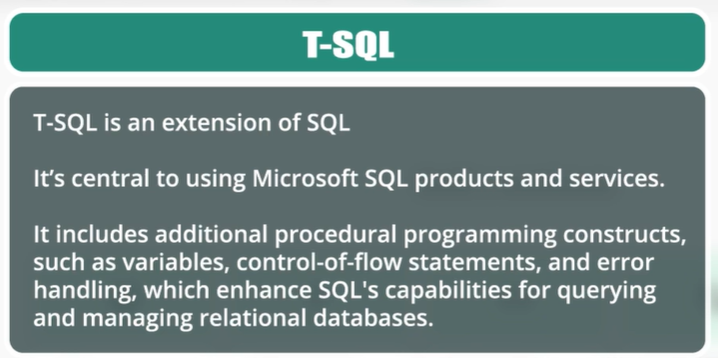 T-SQL
T-SQL is an extension of SQL
It's central to using Microsoft SQL products and services.
It includes additional procedural programming constructs,
such as variables, control-of-flow statements, and error
handling, which enhance SQL's capabilities for querying
and managing relational databases.